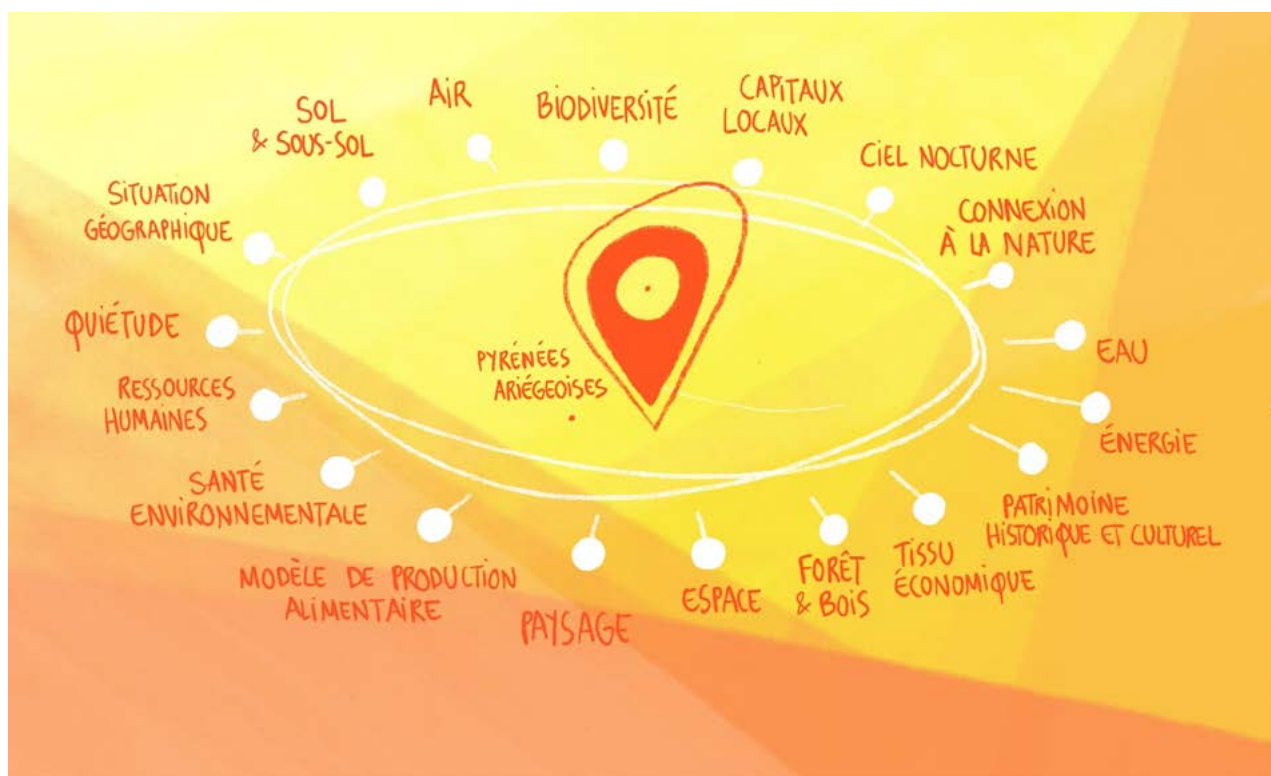 SOL
& SOUS-SOL
AiR
BiODiVERSiTÉ
CAPiTAUX
LOCAUX
CiEL NOCTURNE
CONNEXiON
À LA NATURE
EAU
ÉNERGiE
PATRiMOiNE
HiSTORiQUE ET CULTUREL
TiSSU
ÉCONOMiQUE
FORÊT
& BOiS
ESPACE
PAYSAGE
MODÈLE DE PRODUCTiON
ALiMENTAiRE
SANTÉ
ENViRONNEMENTALE
RESSOURCES
HUMAiNES
QUiÉTUDE
SiTUATiON
GÉOGRAPHiQUE
PYRÉNÉES
ARiÉGEOiSES